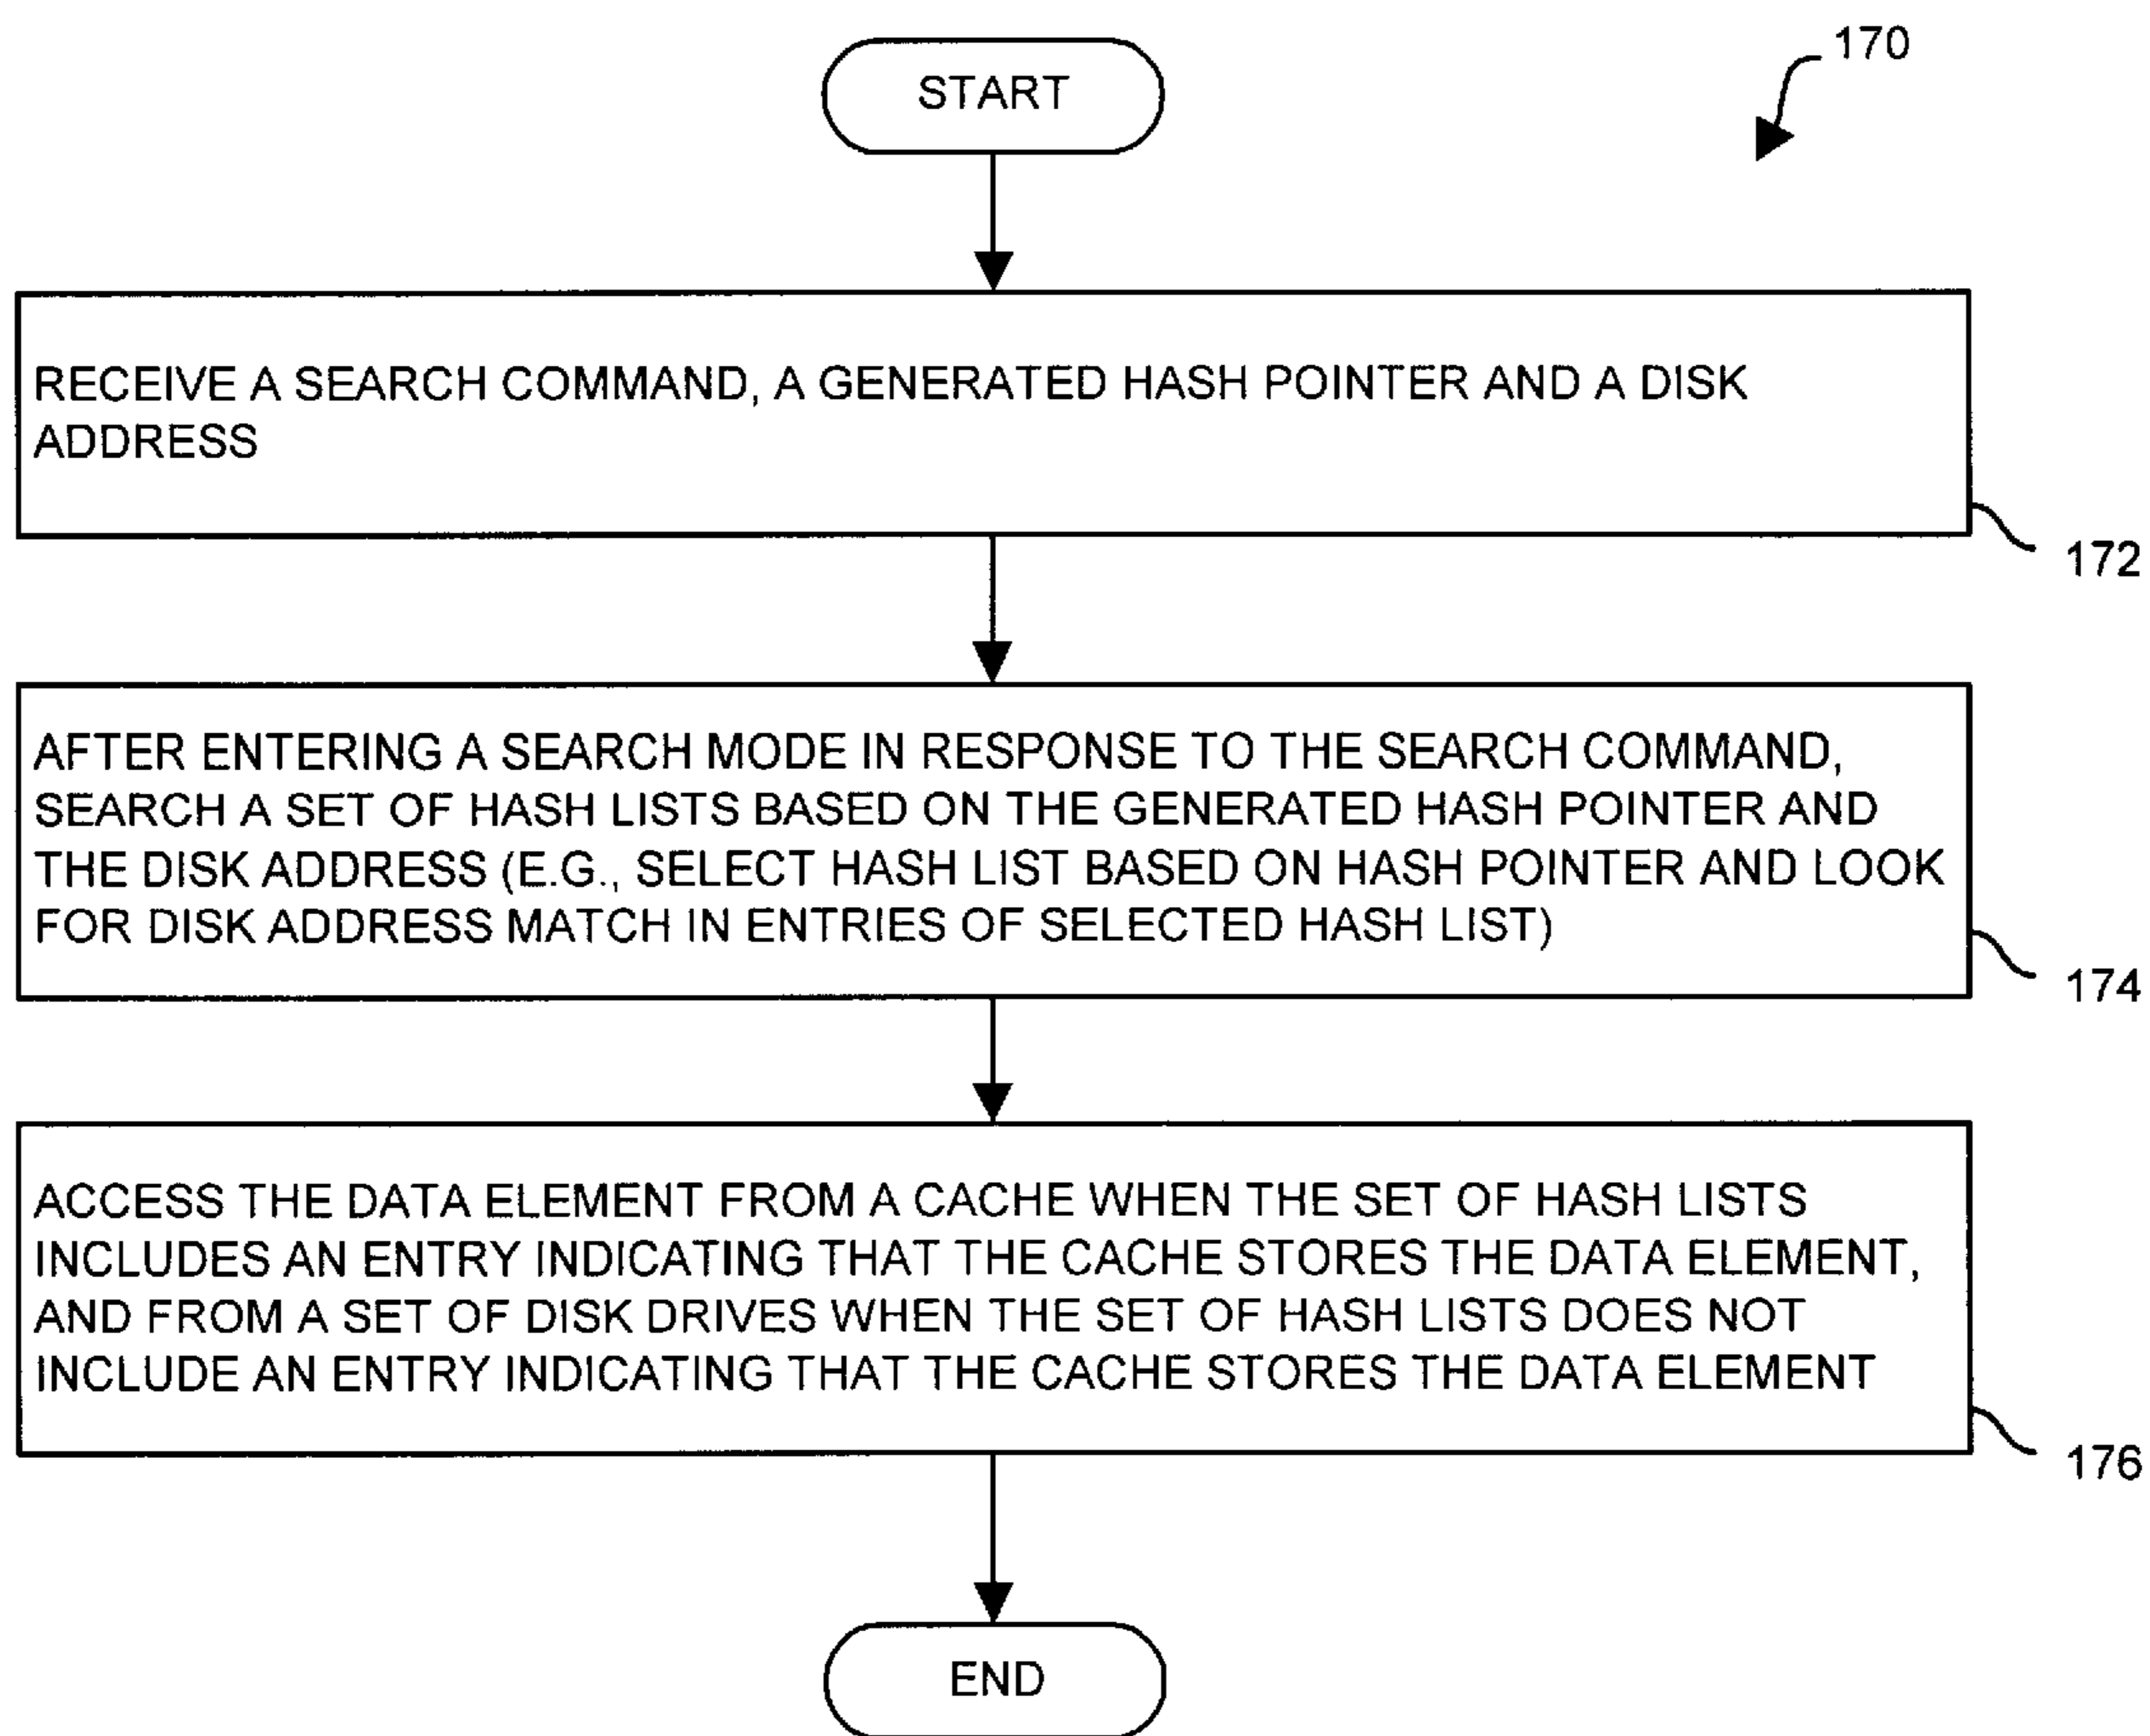 START
170
RECEIVE A SEARCH COMMAND, A GENERATED HASH POINTER AND A DISK
ADDRESS
172
AFTER ENTERING A SEARCH MODE IN RESPONSE TO THE SEARCH COMMAND,
SEARCH A SET OF HASH LISTS BASED ON THE GENERATED HASH POINTER AND
THE DISK ADDRESS (E.G., SELECT HASH LIST BASED ON HASH POINTER AND LOOK
FOR DISK ADDRESS MATCH IN ENTRIES OF SELECTED HASH LIST)
174
ACCESS THE DATA ELEMENT FROM A CACHE WHEN THE SET OF HASH LISTS
INCLUDES AN ENTRY INDICATING THAT THE CACHE STORES THE DATA ELEMENT,
AND FROM A SET OF DISK DRIVES WHEN THE SET OF HASH LISTS DOES NOT
INCLUDE AN ENTRY INDICATING THAT THE CACHE STORES THE DATA ELEMENT
176
END